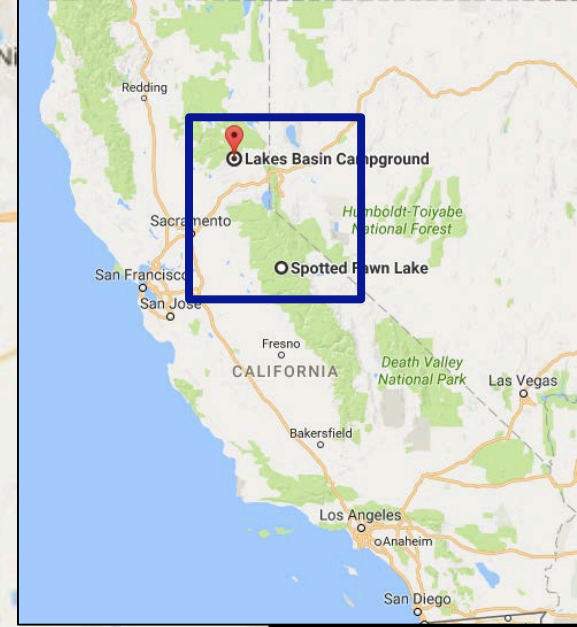 Ni
Redding
Lakes Basin Campground
Sacramento
Humboldt-Toiyabe
National Forest
San Francisco
Spotted Fawn Lake
San Jose
Fresno
CALIFORNIA
Death Valley
National Park
Las Vegas
Bakersfield
Los Angeles
Anaheim
San Diego